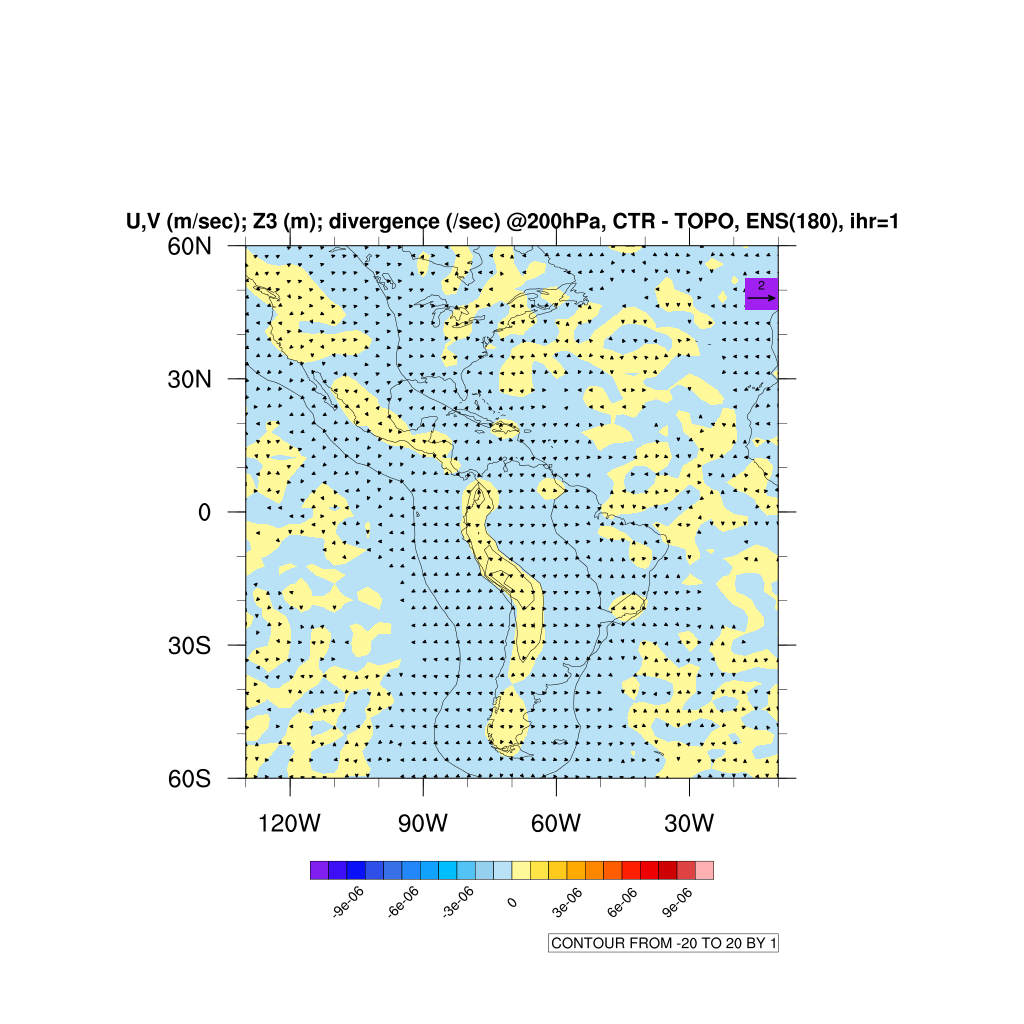 U,V (m/sec); Z3 (m); divergence (/sec) @200hPa, CTR - TOPO, ENS(180), ihr=1
60N
2
30N
0
30S
60S
120W 90W 60W 30W
-9e-06 -6e-06 -3e-06 0 3e-06 6e-06 9e-06
CONTOUR FROM -20 TO 20 BY 1